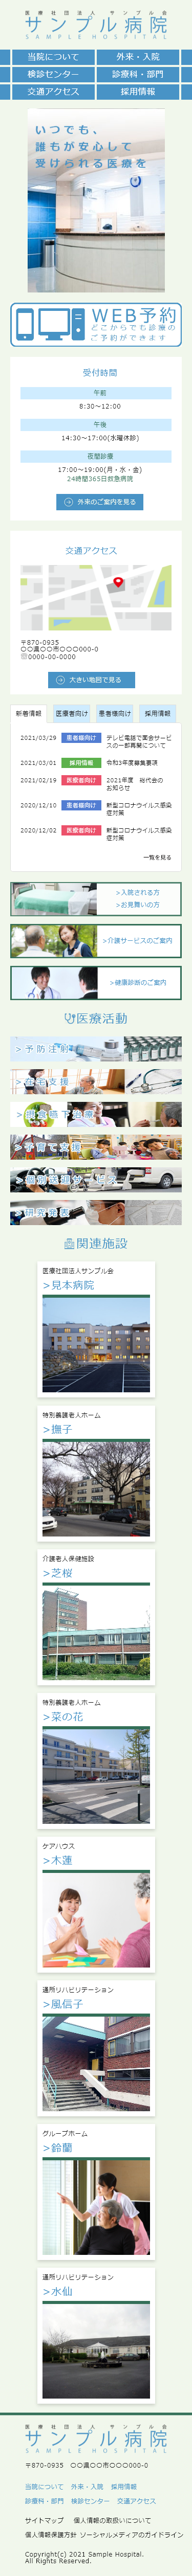 医療社団法人 サンプル会
サンプル病院
SAMPLE HOSPITAL
当院について
外来・入院
検診センター
診療科・部門
交通アクセス
採用情報
いつでも、
誰もが安心して
受けられる医療を
WEB予約
どこからでも診療の
ご予約ができます
受付時間
午前
8:30〜12:00
午後
14:30〜17:00(水曜休診)
夜間診療
17:00〜19:00(月・水・金)
24時間365日救急病院
外来のご案内を見る
交通アクセス
〒870-0935
〇〇県〇〇市〇〇〇000-0
☏0000-00-0000
大きい地図で見る
新着情報
医療者向け
患者様向け
採用情報
2021/03/29
患者様向け
テレビ電話で面会サービ
スの一部再開について
2021/03/01
採用情報
令和3年度募集要項
2021/02/19
医療者向け
2021年度 総代会の
お知らせ
2020/12/10
患者様向け
新型コロナウイルス感染
症対策
2020/12/02
医療者向け
新型コロナウイルス感染
症対策
一覧を見る
>入院される方
>お見舞いの方
>介護サービスのご案内
>健康診断のご案内
医療活動
>予防注射
>在宅支援
>摂食嚥下治療
>子育て支援
>個別送迎サービス
>研究発表
関連施設
医療社団法人サンプル会
>見本病院
特別養護老人ホーム
>撫子
介護老人保健施設
>芝桜
特別養護老人ホーム
>菜の花
ケアハウス
>木蓮
通所リハビリテーション
>風信子
グループホーム
>鈴蘭
通所リハビリテーション
>水仙
サンプル病院
SAMPLE HOSPITAL
〒870-0935 〇〇県〇〇市〇〇〇000-0
当院について 外来・入院 採用情報
診療科・部門 検診センター 交通アクセス
サイトマップ 個人情報の取扱いについて
個人情報保護方針 ソーシャルメディアのガイドライン
Copyright(c) 2021 Sample Hospital.
All Rights Reserved.